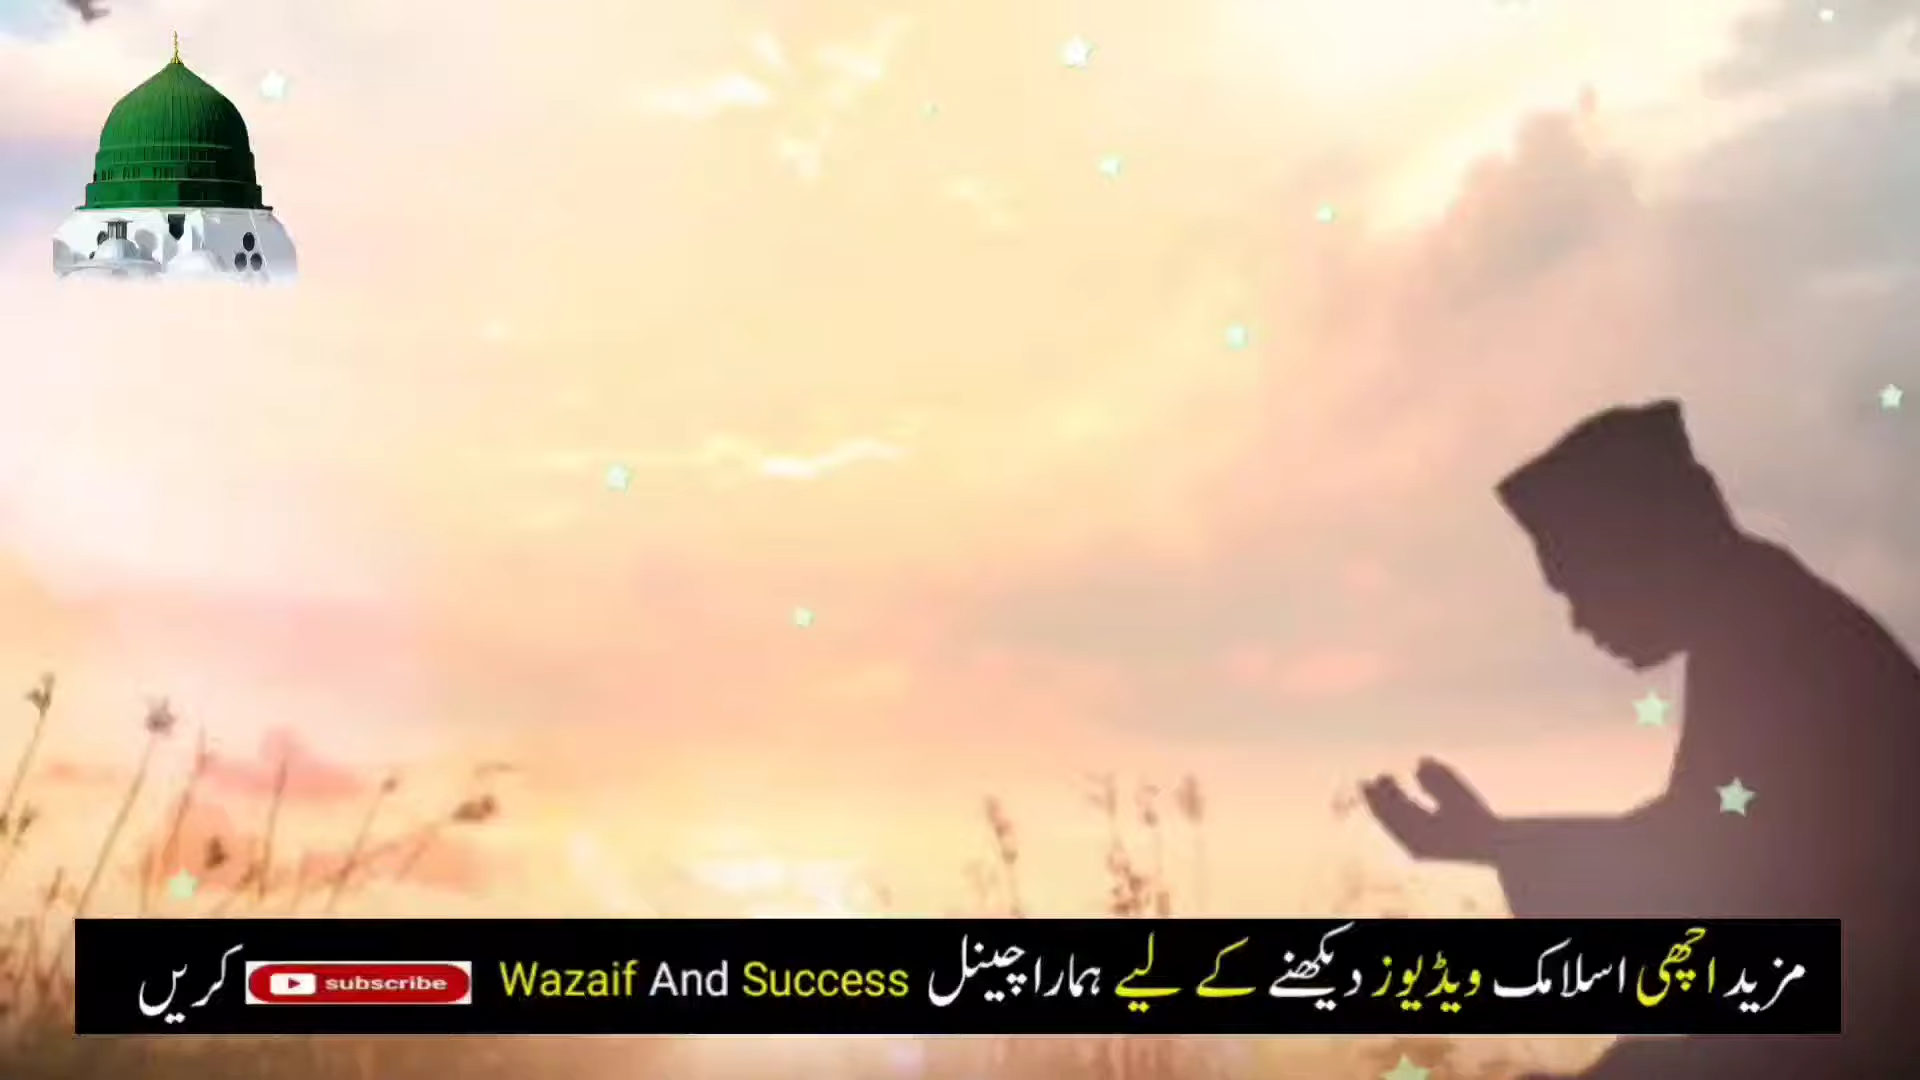 مزید اچھی اسلامک ویڈیوز دیکھنے کے لیے ہمارا چینل Wazaif And Success subscribe کریں